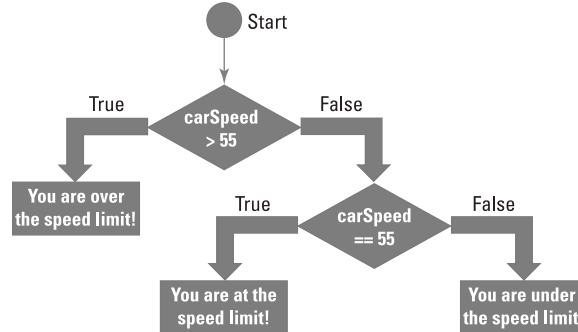 Start
True
False
carSpeed
> 55
You are over
the speed limit!
True
False
carSpeed
== 55
You are at the
speed limit!
You are under
the speed limit